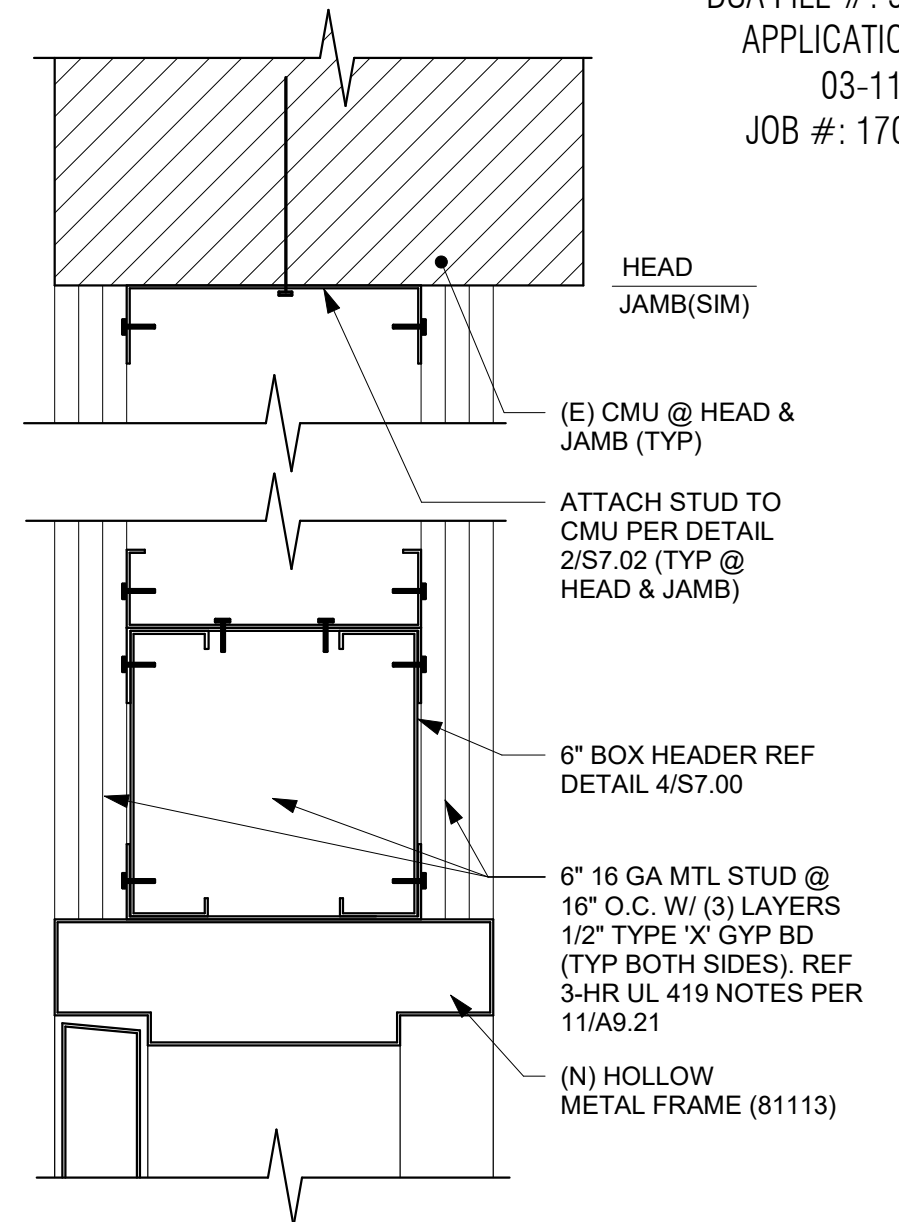 APPLICATIO
03-11
JOB #: 170
HEAD
JAMB(SIM)
(E) CMU @ HEAD &
JAMB (TYP)
ATTACH STUD TO
CMU PER DETAIL
2/S7.02 (TYP @
HEAD & JAMB)
6" BOX HEADER REF
DETAIL 4/S7.00
6" 16 GA MTL STUD @
16" O.C. W/ (3) LAYERS
1/2" TYPE 'X' GYP BD
(TYP BOTH SIDES). REF
3-HR UL 419 NOTES PER
11/A9.21
(N) HOLLOW
METAL FRAME (81113)